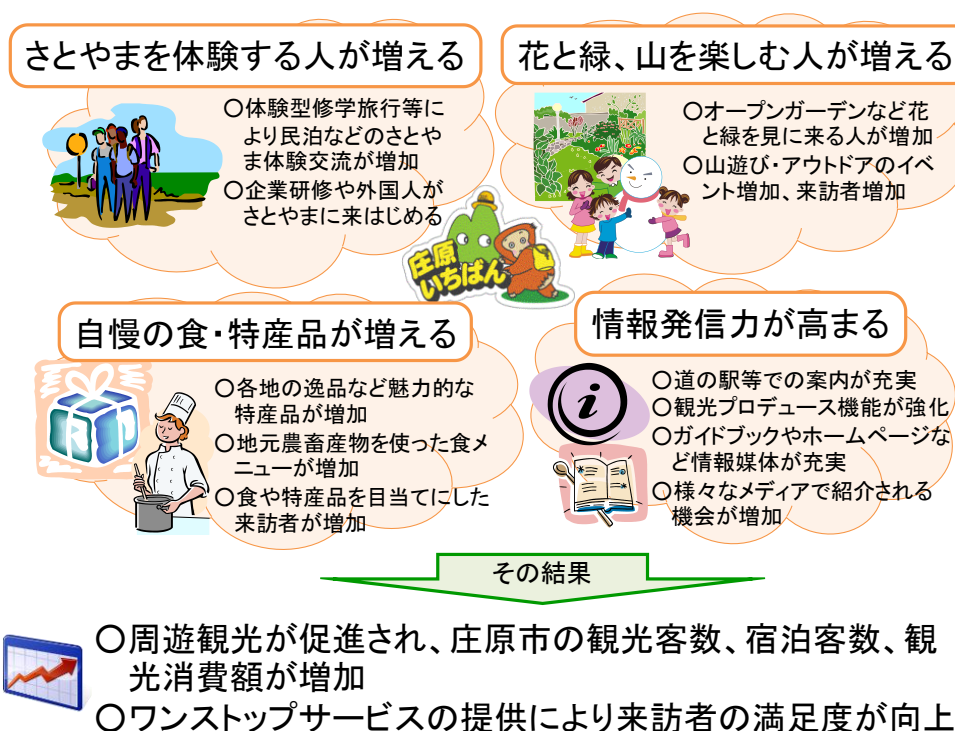 さとやまを体験する人が増える
〇体験型修学旅行等に
より民泊などのさとや
ま体験交流が増加
〇企業研修や外国人が
さとやまに来はじめる
花と緑、山を楽しむ人が増える
〇オープンガーデンなど花
と緑を見に来る人が増加
〇山遊び・アウトドアのイベ
ント増加、来訪者増加
庄原
いちばん
自慢の食・特産品が増える
〇各地の逸品など魅力的な
特産品が増加
〇地元農畜産物を使った食メ
ニューが増加
〇食や特産品を目当てにした
来訪者が増加
情報発信力が高まる
i
〇道の駅等での案内が充実
〇観光プロデュース機能が強化
〇ガイドブックやホームページな
ど情報媒体が充実
〇様々なメディアで紹介される
機会が増加
その結果
〇周遊観光が促進され、庄原市の観光客数、宿泊客数、観
光消費額が増加
〇ワンストップサービスの提供により来訪者の満足度が向上